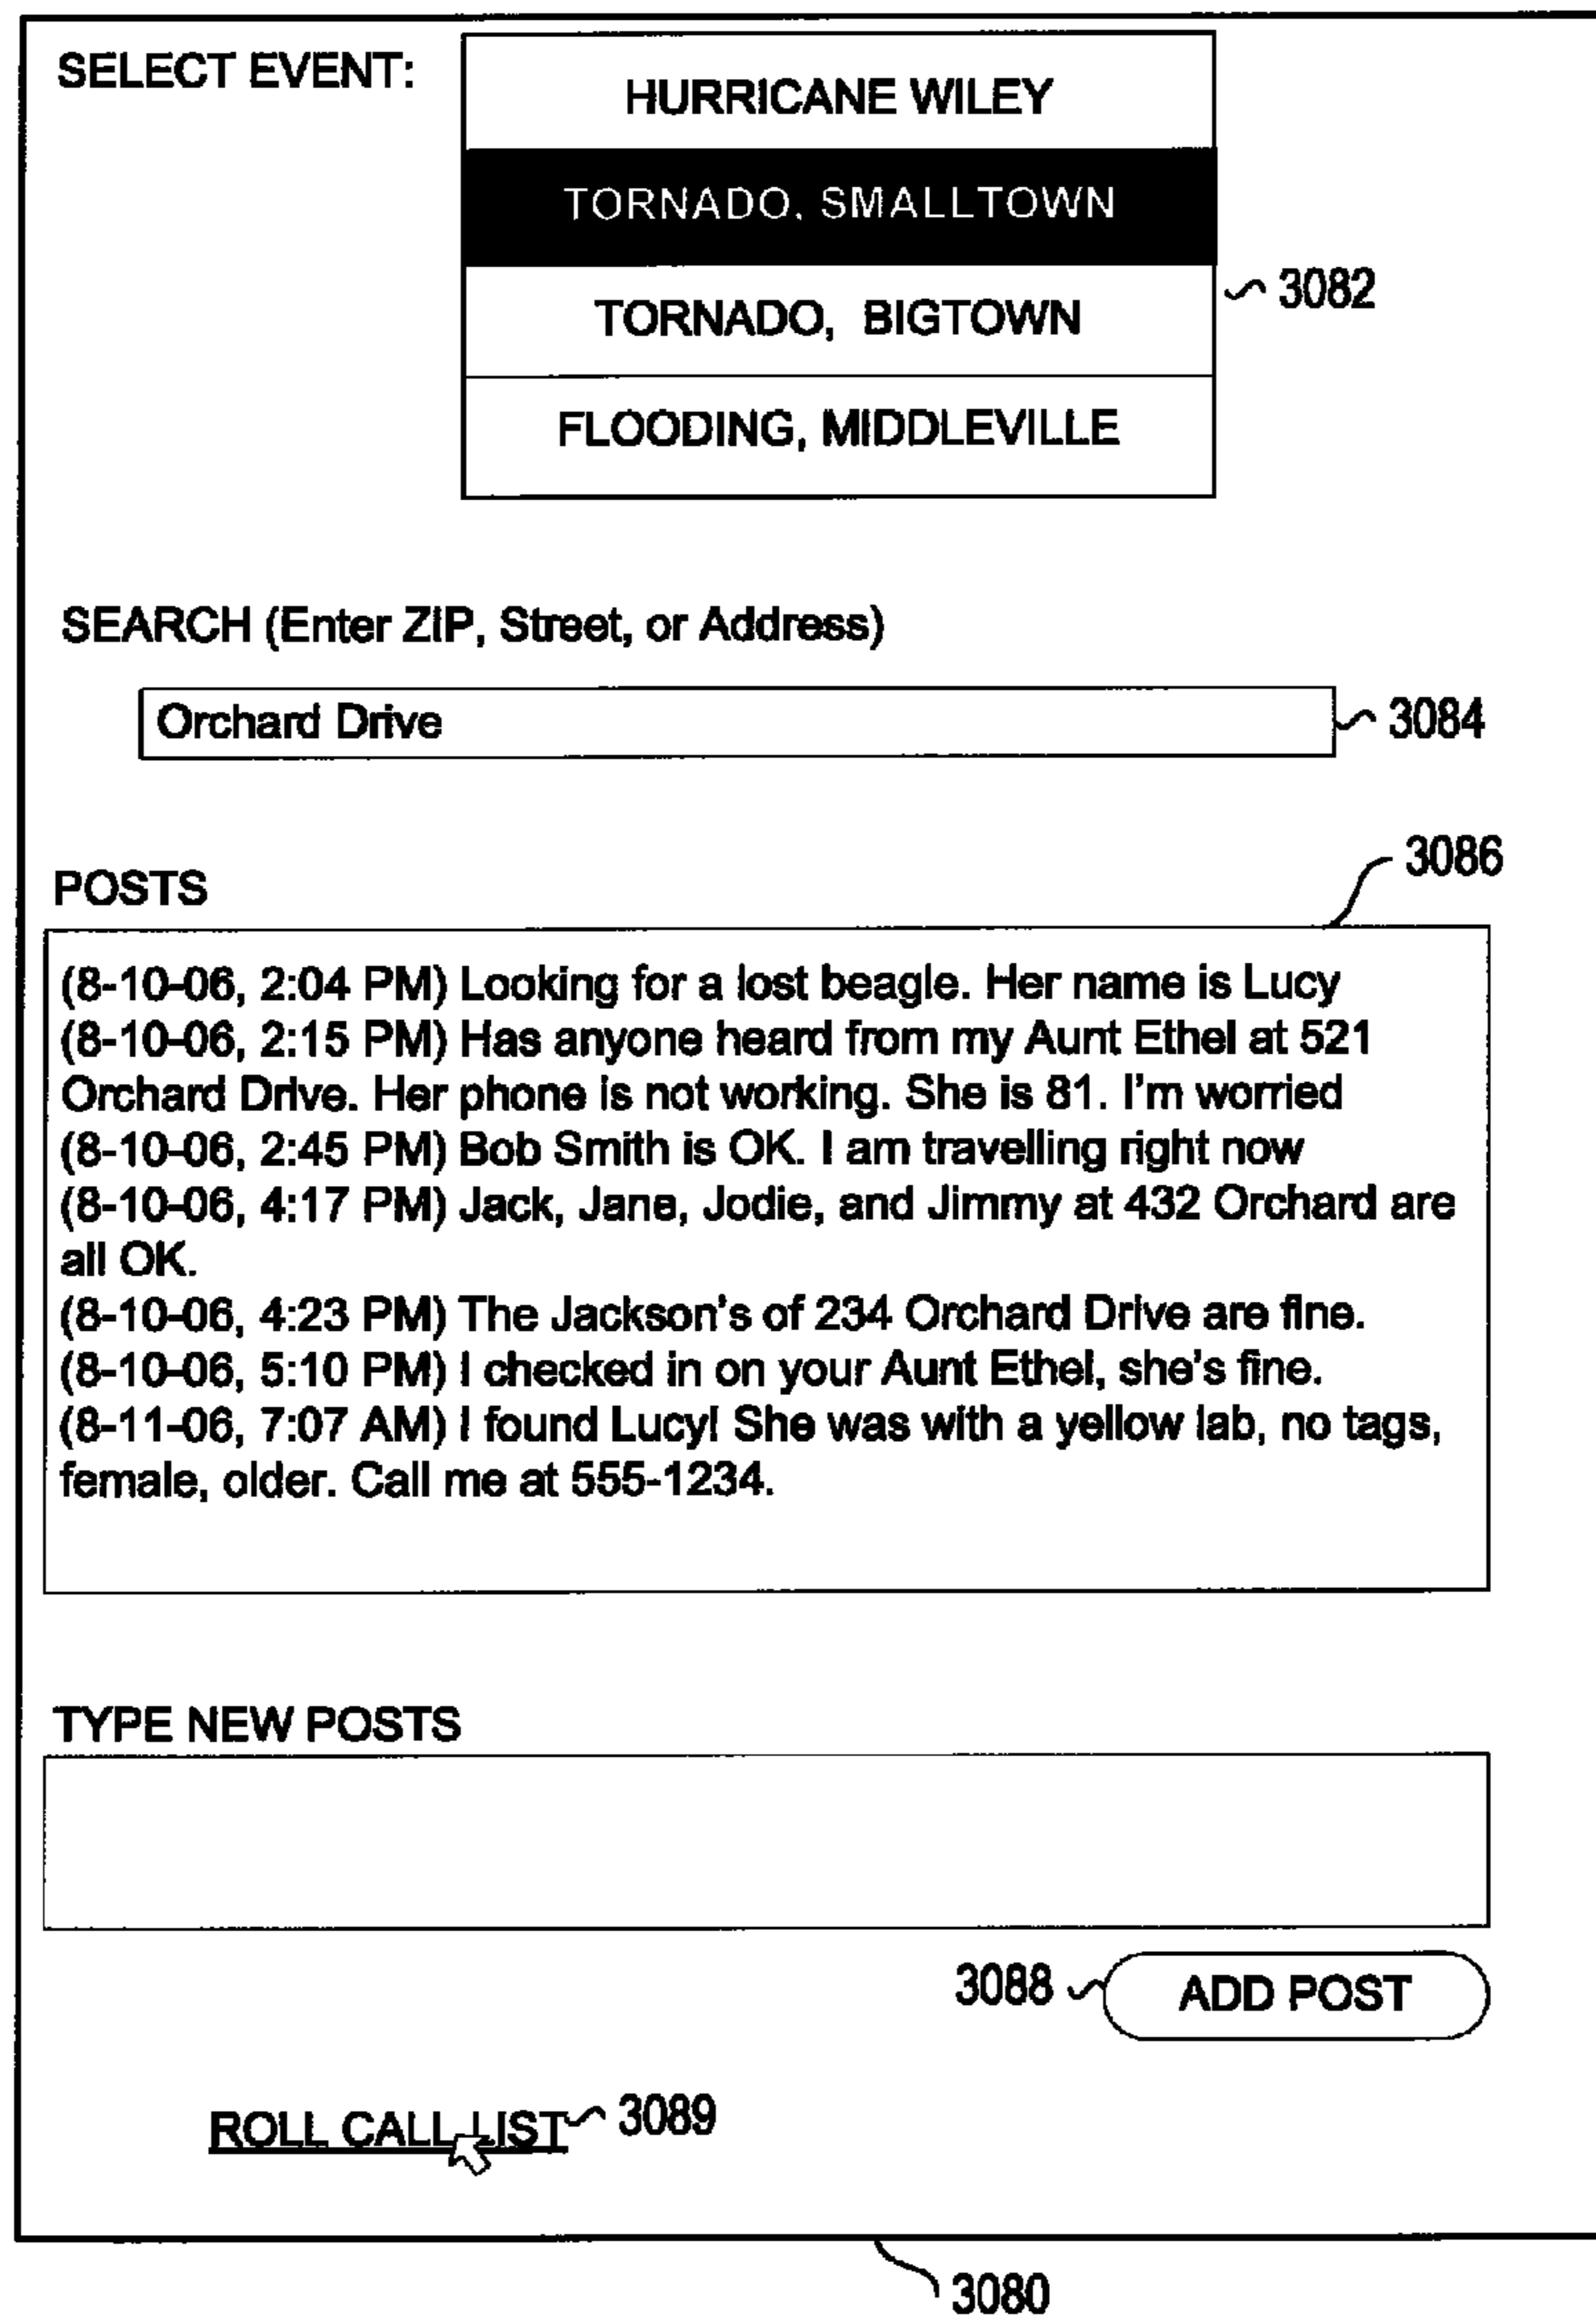 SELECT EVENT:
HURRICANE WILEY
TORNADO, SMALLTOWN
TORNADO, BIGTOWN
3082
FLOODING, MIDDLEVILLE
SEARCH (Enter ZIP, Street, or Address)
Orchard Drive
3084
3086
POSTS
(8-10-06, 2:04 PM) Looking for a lost beagle. Her name is Lucy
(8-10-06, 2:15 PM) Has anyone heard from my Aunt Ethel at 521
Orchard Drive. Her phone is not working. She is 81. I'm worried
(8-10-06, 2:45 PM) Bob Smith is OK. I am travelling right now
(8-10-06, 4:17 PM) Jack, Jane, Jodie, and Jimmy at 432 Orchard are
all OK.
(8-10-06, 4:23 PM) The Jackson's of 234 Orchard Drive are fine.
(8-10-06, 5:10 PM) I checked in on your Aunt Ethel, she's fine.
(8-11-06, 7:07 AM) I found Lucy! She was with a yellow lab, no tags,
female, older. Call me at 555-1234.
TYPE NEW POSTS
3088
ADD POST
ROLL CALL LIST
3089
3080